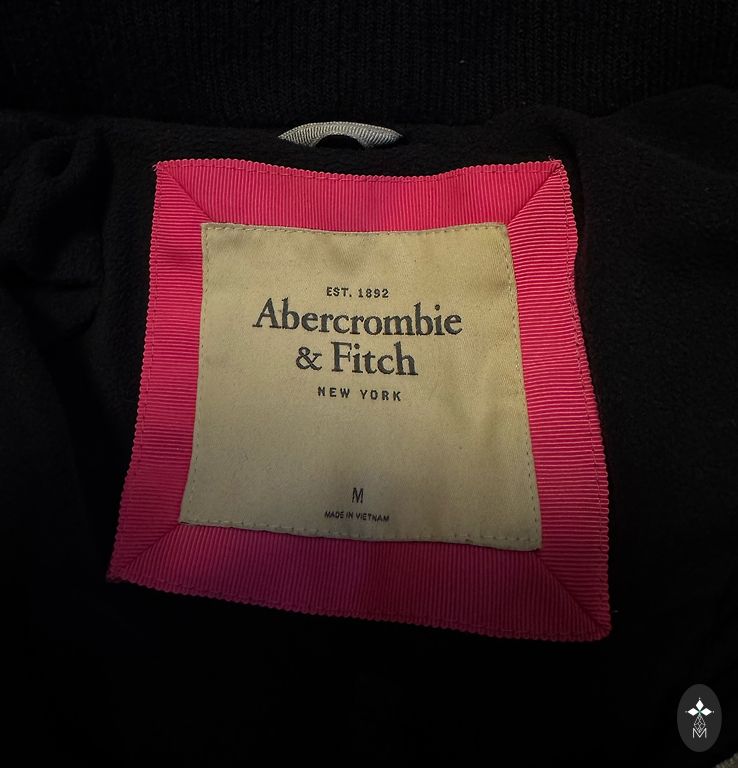 EST. 1892
Abercrombie
& Fitch
NEW YORK
M
MADE IN VIETNAM
M